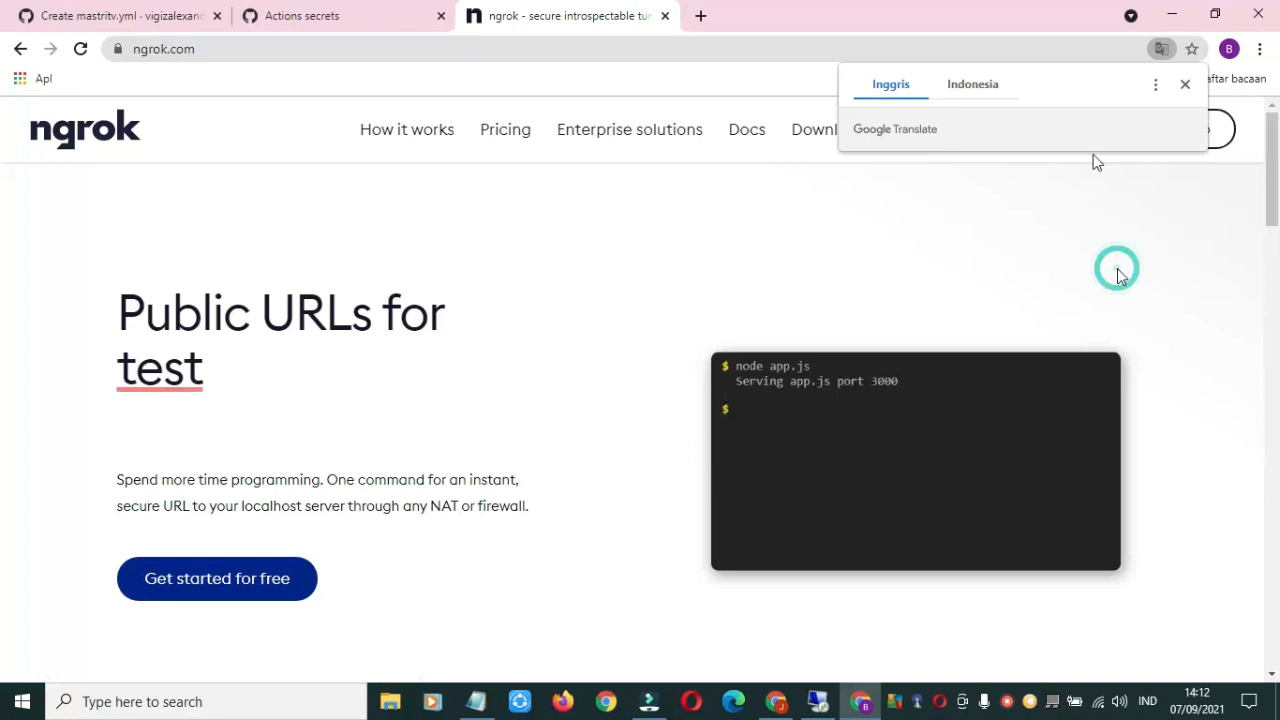 Create mastritv.yml · vigizalexan
Actions secrets
ngrok - secure introspectable tur
ngrok.com
B
Apl
aftar bacaan
Inggris
Indonesia
Google Translate
ngrok
How it works
Pricing
Enterprise solutions
Docs
Downl
Public URLs for
test
$ node app.js
Serving app.js port 3000
$
Spend more time programming. One command for an instant,
secure URL to your localhost server through any NAT or firewall.
Get started for free
Type here to search
IND
14:12
07/09/2021